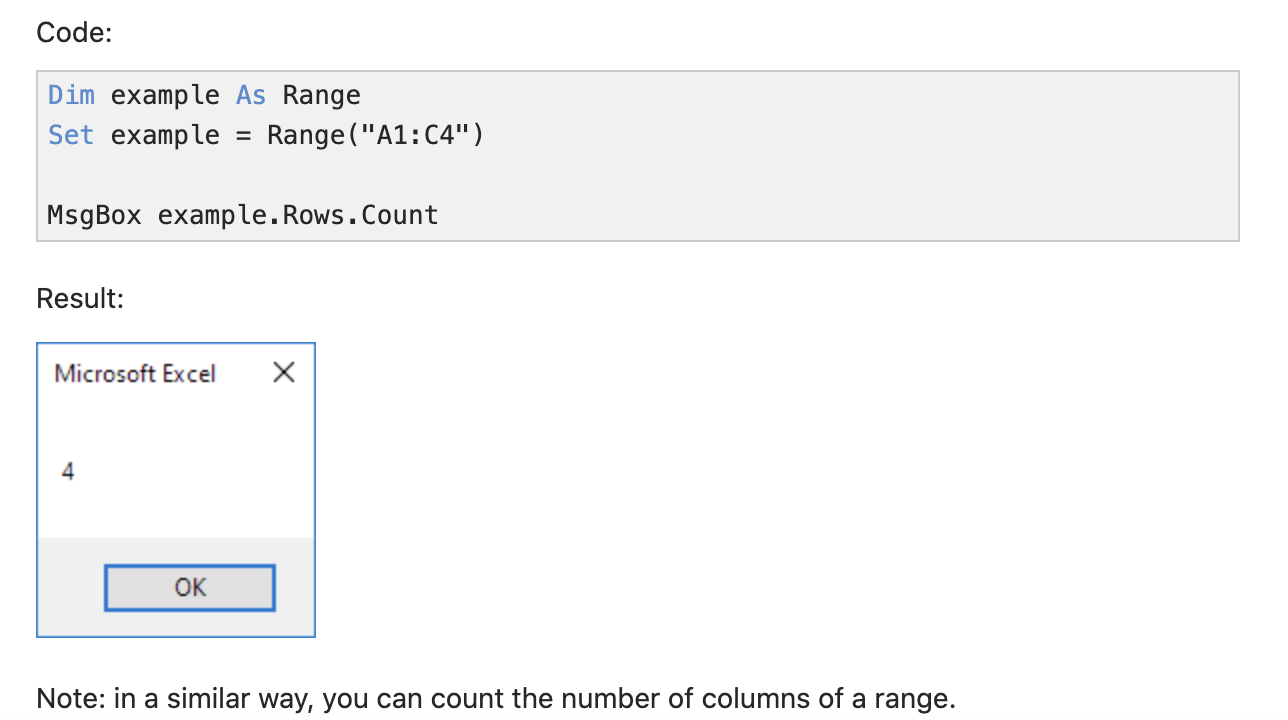 Code:
Dim example As Range
Set example = Range("A1:C4")
MsgBox example.Rows.Count
Result:
Microsoft Excel
4
OK
Note: in a similar way, you can count the number of columns of a range.